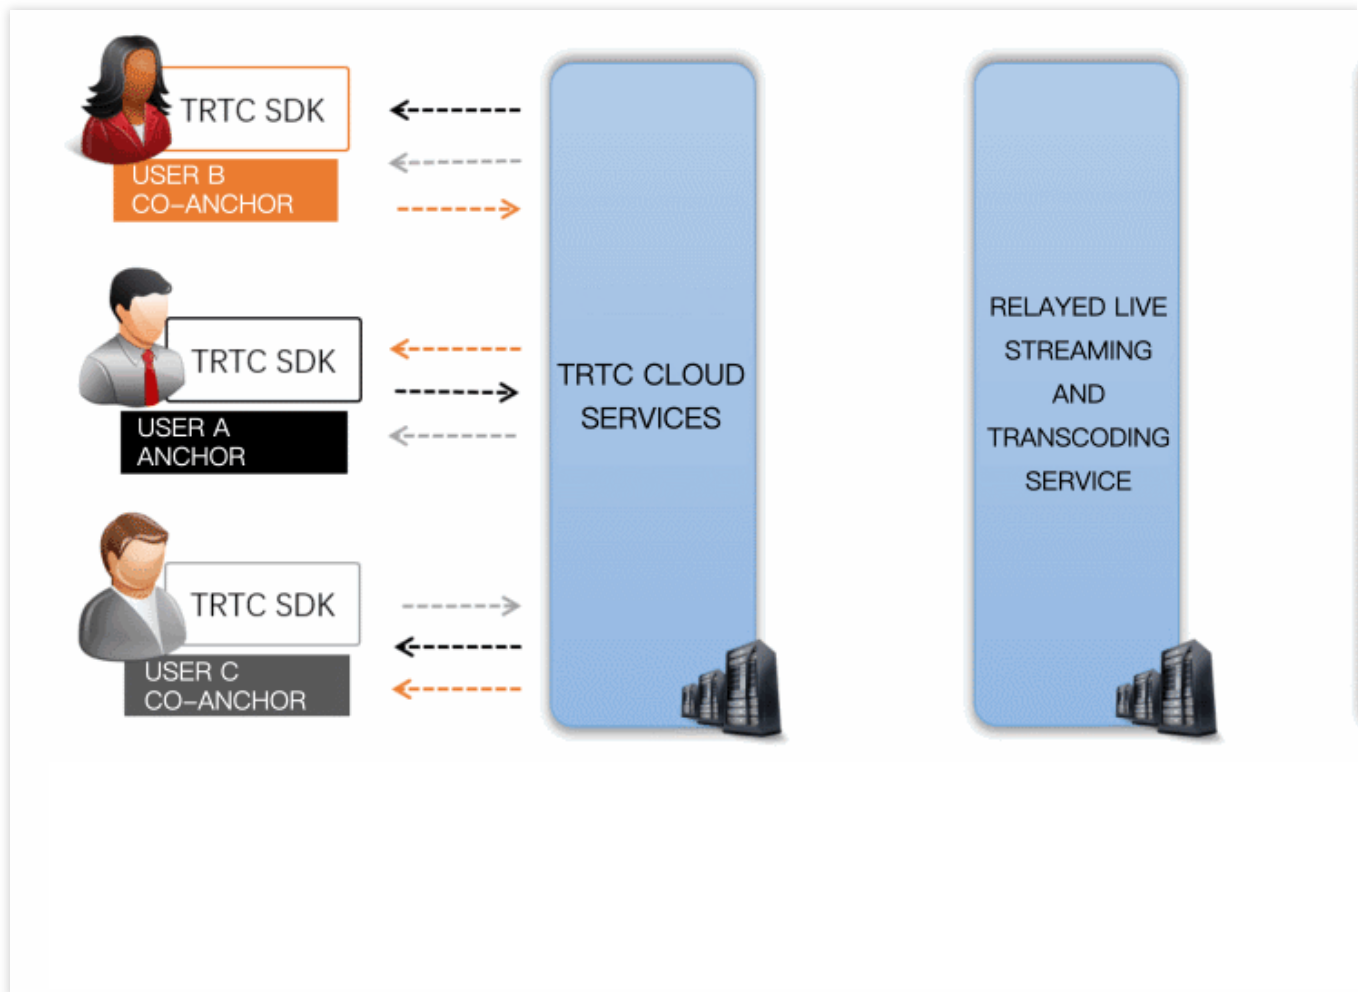 TRTC SDK
USER B
CO-ANCHOR
TRTC SDK
USER A
ANCHOR
TRTC SDK
USER C
CO-ANCHOR
TRTC CLOUD
SERVICES
RELAYED LIVE
STREAMING
AND
TRANSCODING
SERVICE